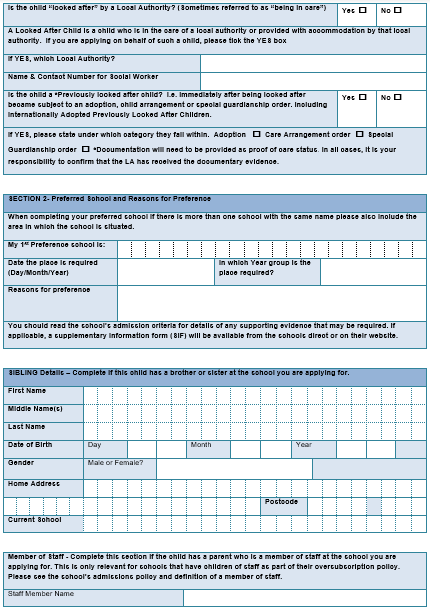 Is the child "looked after" by a Local Authority? (Sometimes referred to as "being in care")
Yes ☐ No ☐
A Looked After Child is a child who is in the care of a local authority or provided with accommodation by that local
authority. If you are applying on behalf of such a child, please tick the YES box
If YES, which Local Authority?
Name & Contact Number for Social Worker
Is the child a *Previously looked after child? i.e. immediately after being looked after
became subject to an adoption, child arrangement or special guardianship order. Including
Internationally Adopted Previously Looked After Children.
Yes ☐ No ☐
If YES, please state under which category they fall within. Adoption ☐ Care Arrangement order ☐ Special
Guardianship order ☐ *Documentation will need to be provided as proof of care status. In all cases, it is your
responsibility to confirm that the LA has received the documentary evidence.
SECTION 2- Preferred School and Reasons for Preference
When completing your preferred school if there is more than one school with the same name please also include the
area in which the school is situated.
My 1st Preference school is:
Date the place is required
(Day/Month/Year)
In which Year group is the
place required?
Reasons for preference
You should read the school's admission criteria for details of any supporting evidence that may be required. If
applicable, a supplementary information form (SIF) will be available from the schools direct or on their website.
SIBLING Details – Complete if this child has a brother or sister at the school you are applying for.
First Name
Middle Name(s)
Last Name
Date of Birth Day Month Year
Gender Male or Female?
Home Address
Postcode
Current School
Member of Staff - Complete this section if the child has a parent who is a member of staff at the school you are
applying for. This is only relevant for schools that have children of staff as part of their oversubscription policy.
Please see the school's admissions policy and definition of a member of staff.
Staff Member Name